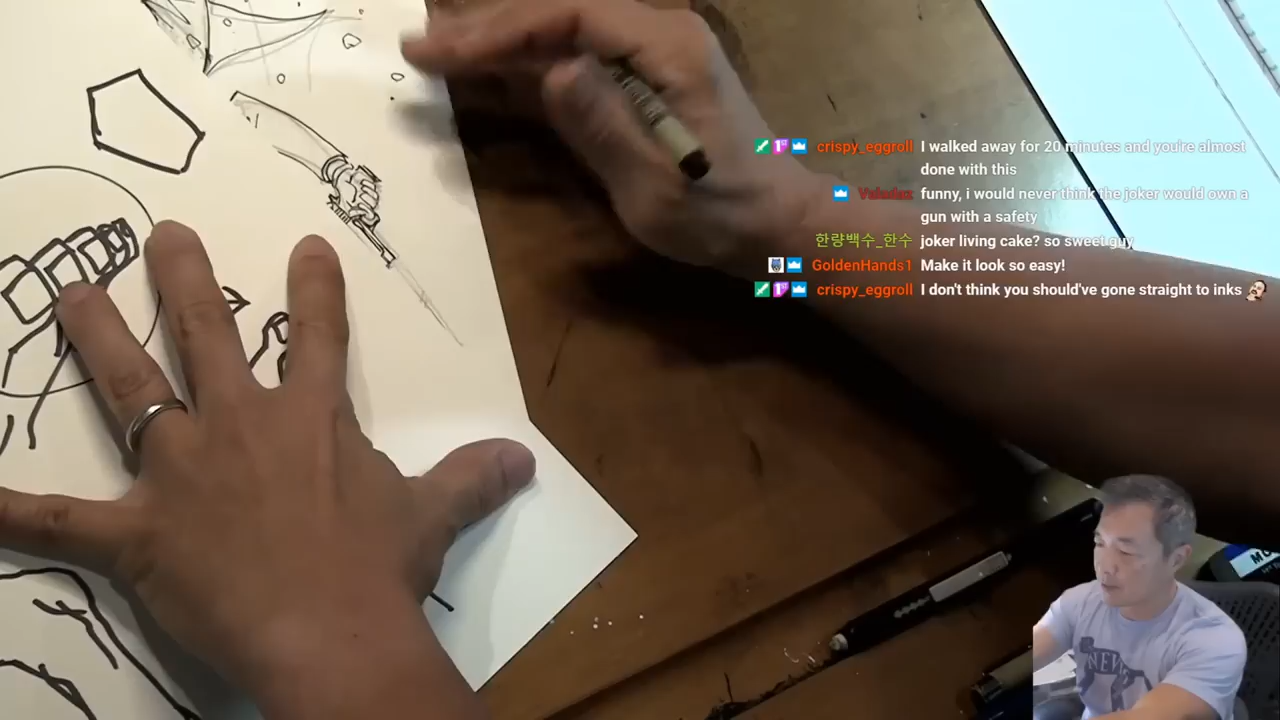 crispy_eggroll I walked away for 20 minutes and you're almost
done with this
Valadaz funny, i would never think the joker would own a
gun with a safety
한량백수_한수 joker living cake? so sweet guy
GoldenHands1 Make it look so easy!
crispy_eggroll I don't think you should've gone straight to inks
NEW